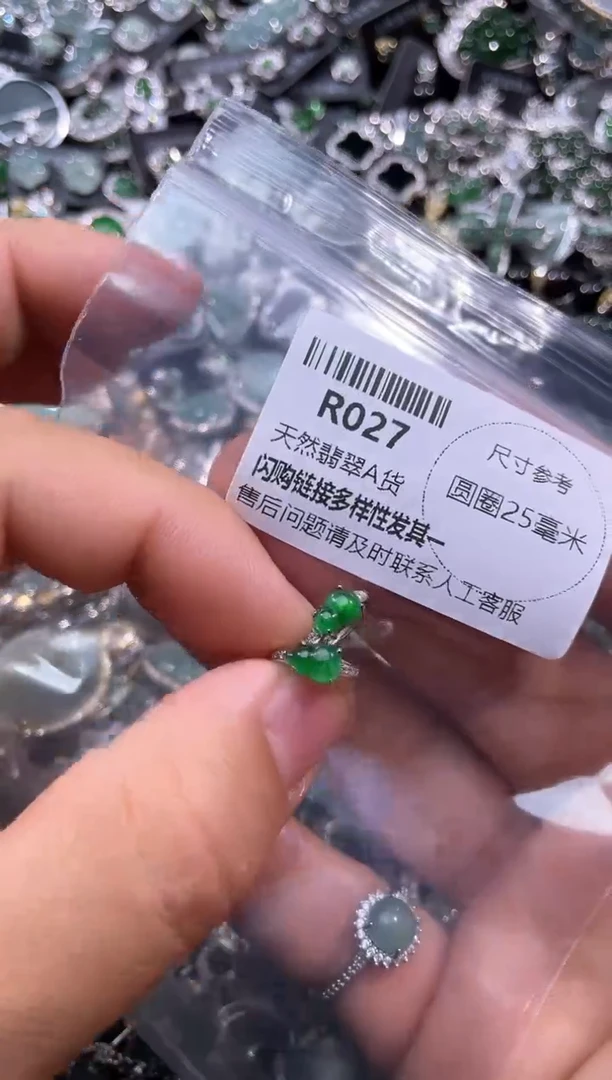 R027
天然翡翠A货
闪购链接多样性发其一
售后问题请及时联系人工客服
尺寸参考
圆圈25毫米